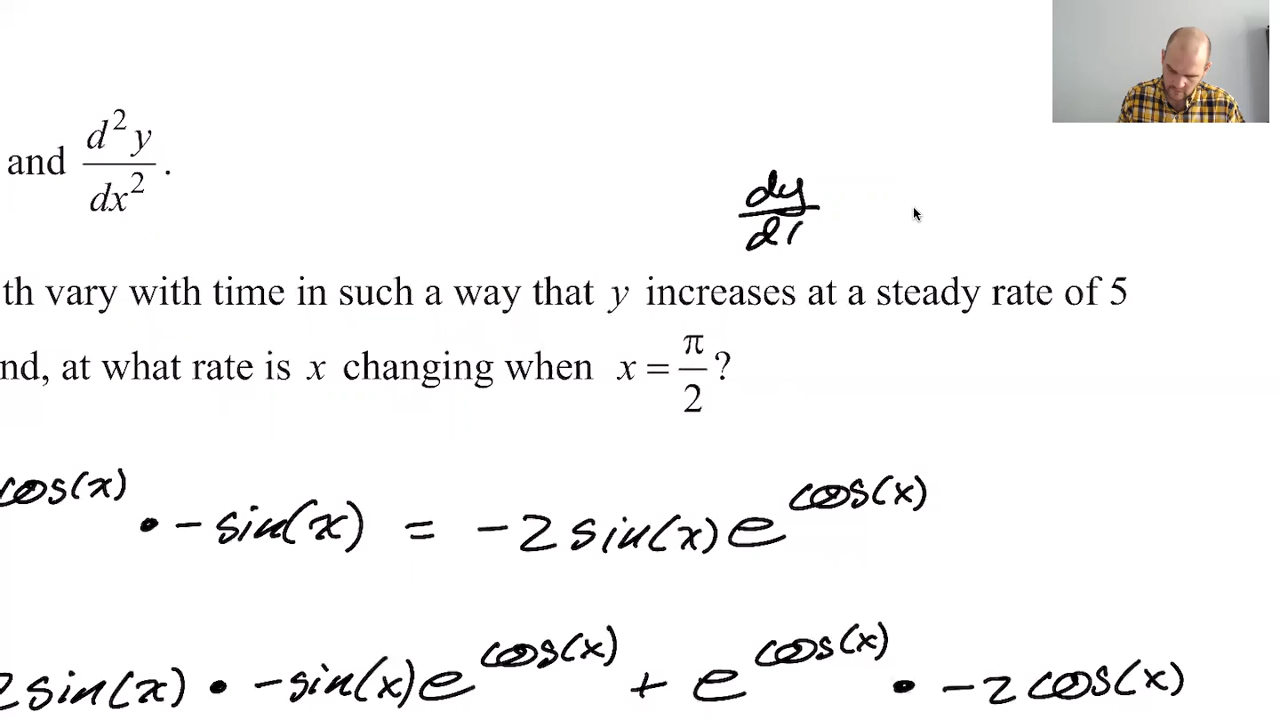 and d²y/dx².
dy/d
th vary with time in such a way that y increases at a steady rate of 5
nd, at what rate is x changing when x = π/2?
cos(x) • -sin(x) = -2sin(x)e^cos(x)
2sin(x) • -sin(x)e^cos(x) + e^cos(x) • -2cos(x)